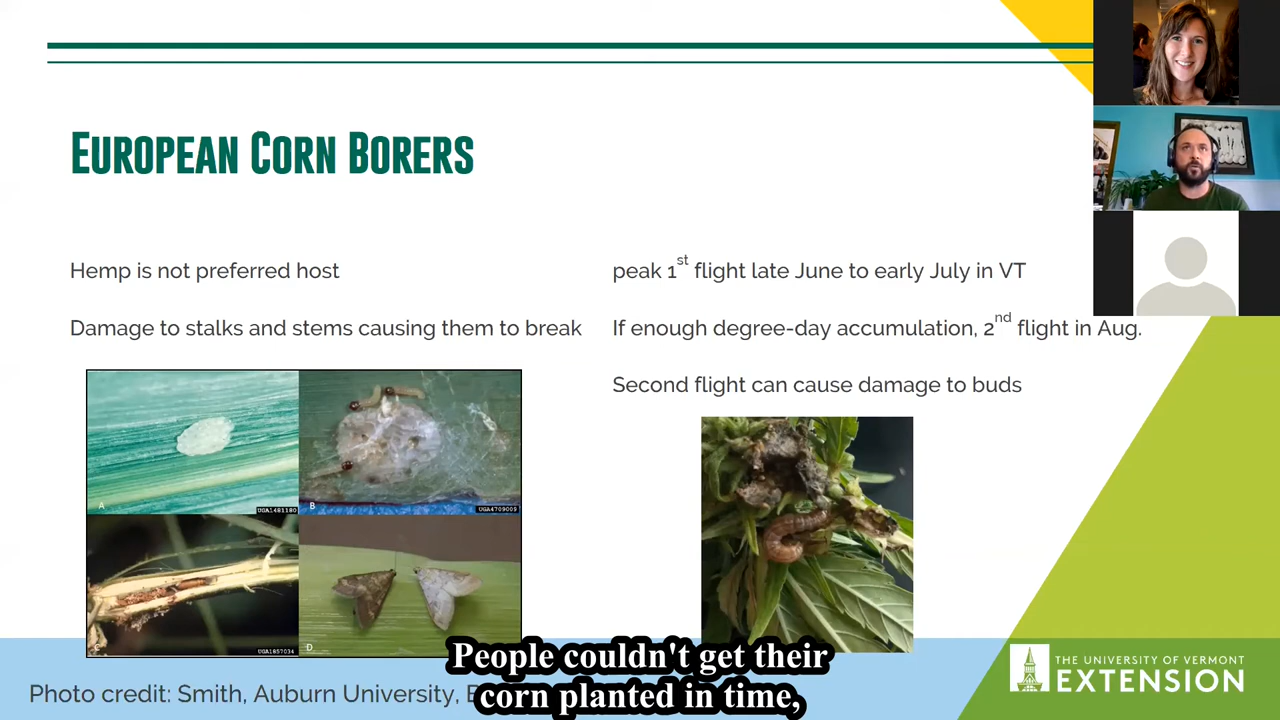 EUROPEAN CORN BORERS
Hemp is not preferred host
Damage to stalks and stems causing them to break
peak 1st flight late June to early July in VT
If enough degree-day accumulation, 2nd flight in Aug.
Second flight can cause damage to buds
A
UGA1481180
B
UGA4709009
UGA1857034
D
People couldn't get their
corn planted in time,
Photo credit: Smith, Auburn University,
THE UNIVERSITY OF VERMONT
EXTENSION